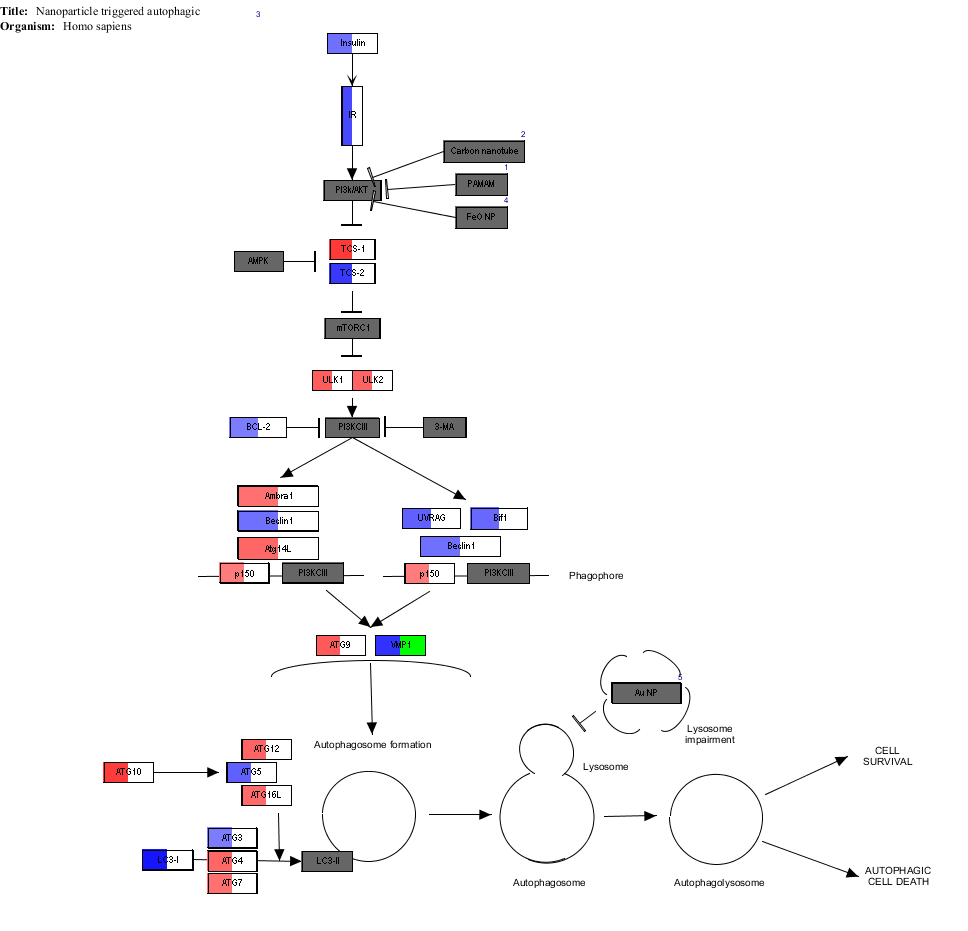 Title: Nanoparticle triggered autophagic
3
Organism: Homo sapiens
Insulin
IR
2
Carbon nanotube
1
PI3k/AKT
PAMAM
4
FeO NP
TCS-1
AMPK
TCS-2
mTORC1
ULK1 ULK2
BCL-2 PI3KCIII 3-MA
Ambra1
UVRAG Bif1
Beclin1
Beclin1
Atg14L
p150 PI3KCIII p150 PI3KCIII Phagophore
ATG9 VMP1
5
Au NP
Lysosome
impairment
Autophagosome formation
ATG12
CELL
SURVIVAL
Lysosome
ATG10 ATG5
ATG16L
ATG3
LC3-I ATG4 LC3-II
ATG7
Autophagosome Autophagolysosome
AUTOPHAGIC
CELL DEATH